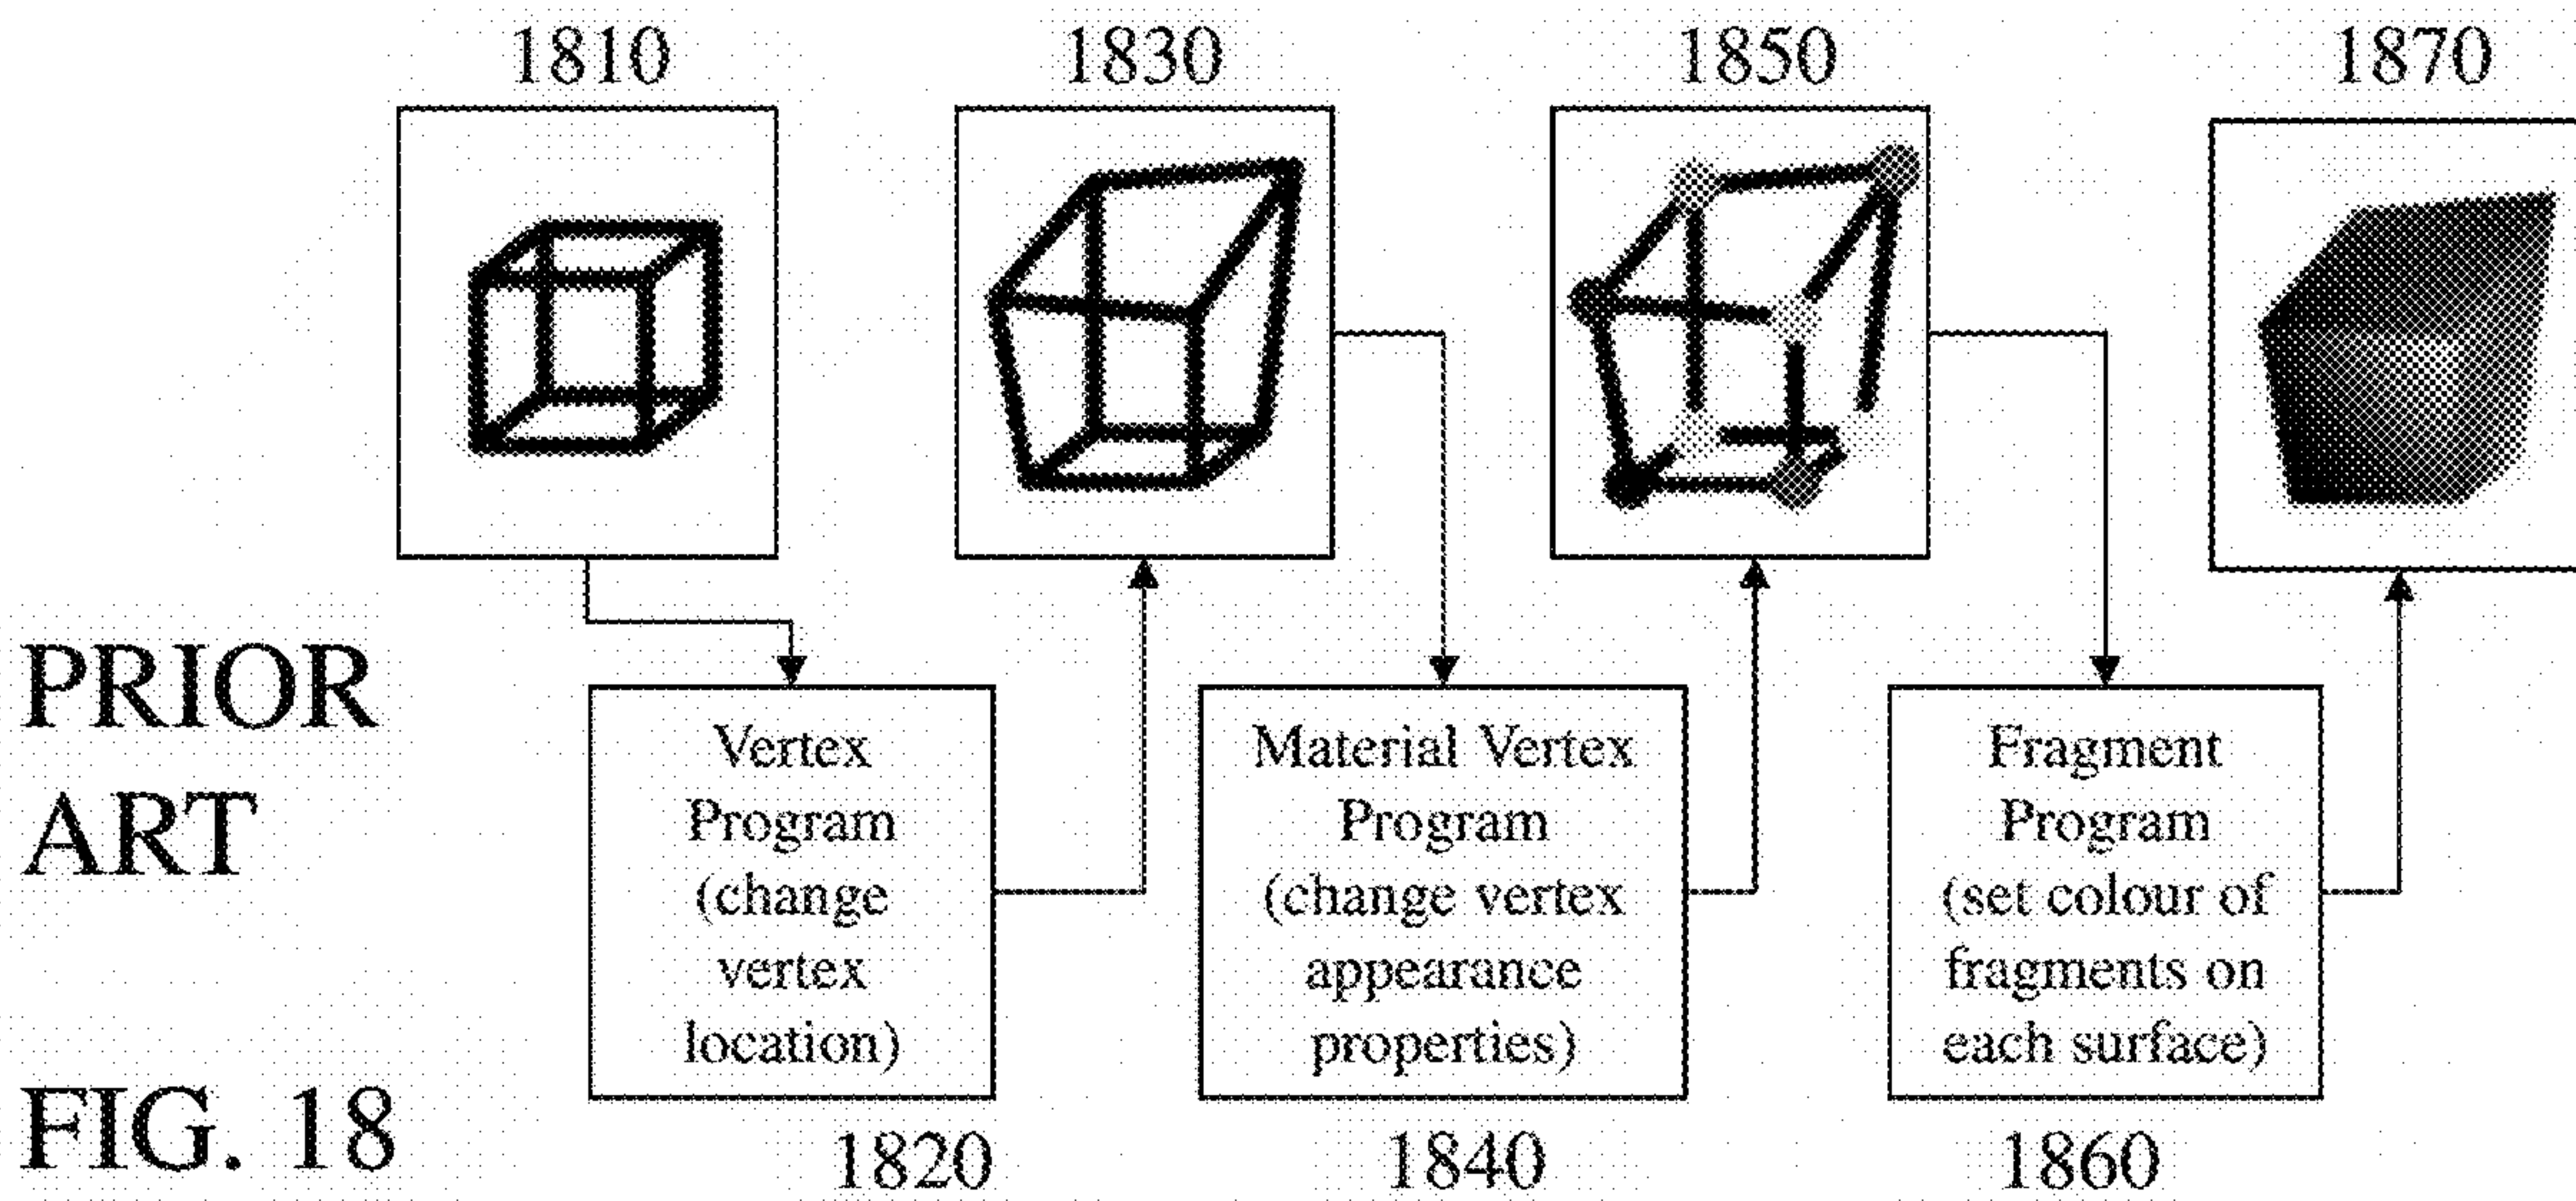 1810
1830
1850
1870
PRIOR
ART
Vertex
Program
(change
vertex
location)
Material Vertex
Program
(change vertex
appearance
properties)
Fragment
Program
(set colour of
fragments on
each surface)
FIG. 18
1820
1840
1860